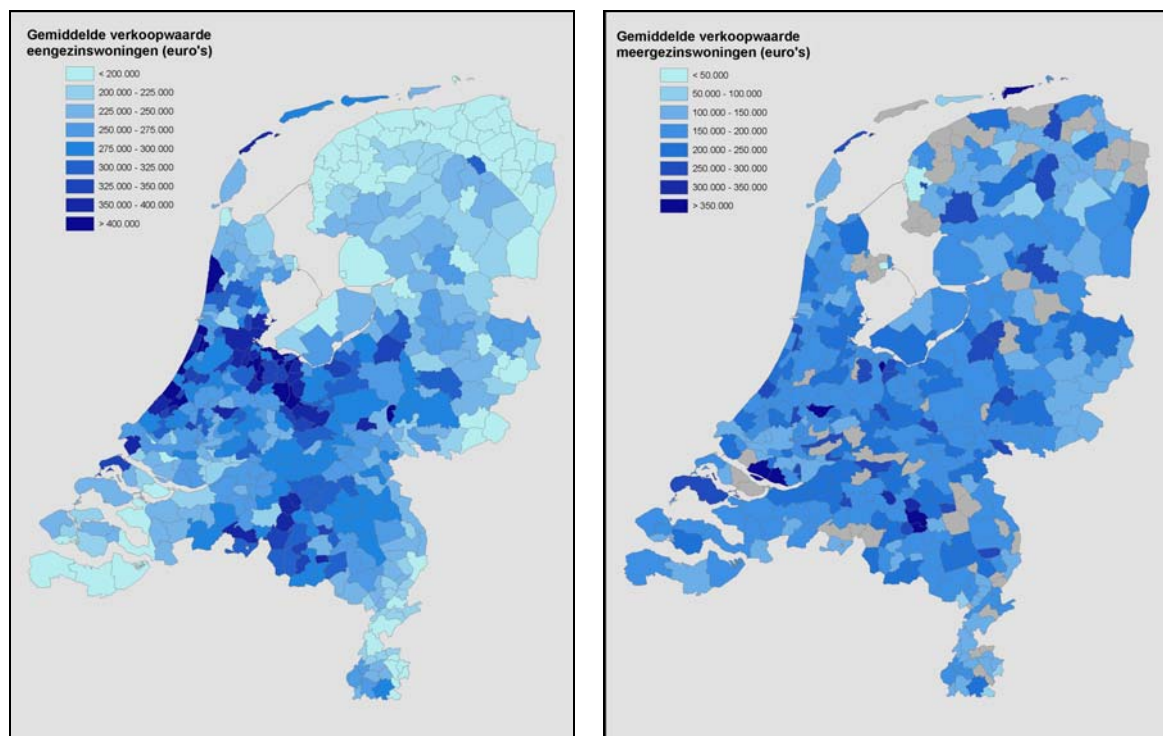 Gemiddelde verkoopwaarde
eengezinswoningen (euro's)
< 200.000
200.000 - 225.000
225.000 - 250.000
250.000 - 275.000
275.000 - 300.000
300.000 - 325.000
325.000 - 350.000
350.000 - 400.000
> 400.000
Gemiddelde verkoopwaarde
meergezinswoningen (euro's)
< 50.000
50.000 - 100.000
100.000 - 150.000
150.000 - 200.000
200.000 - 250.000
250.000 - 300.000
300.000 - 350.000
> 350.000